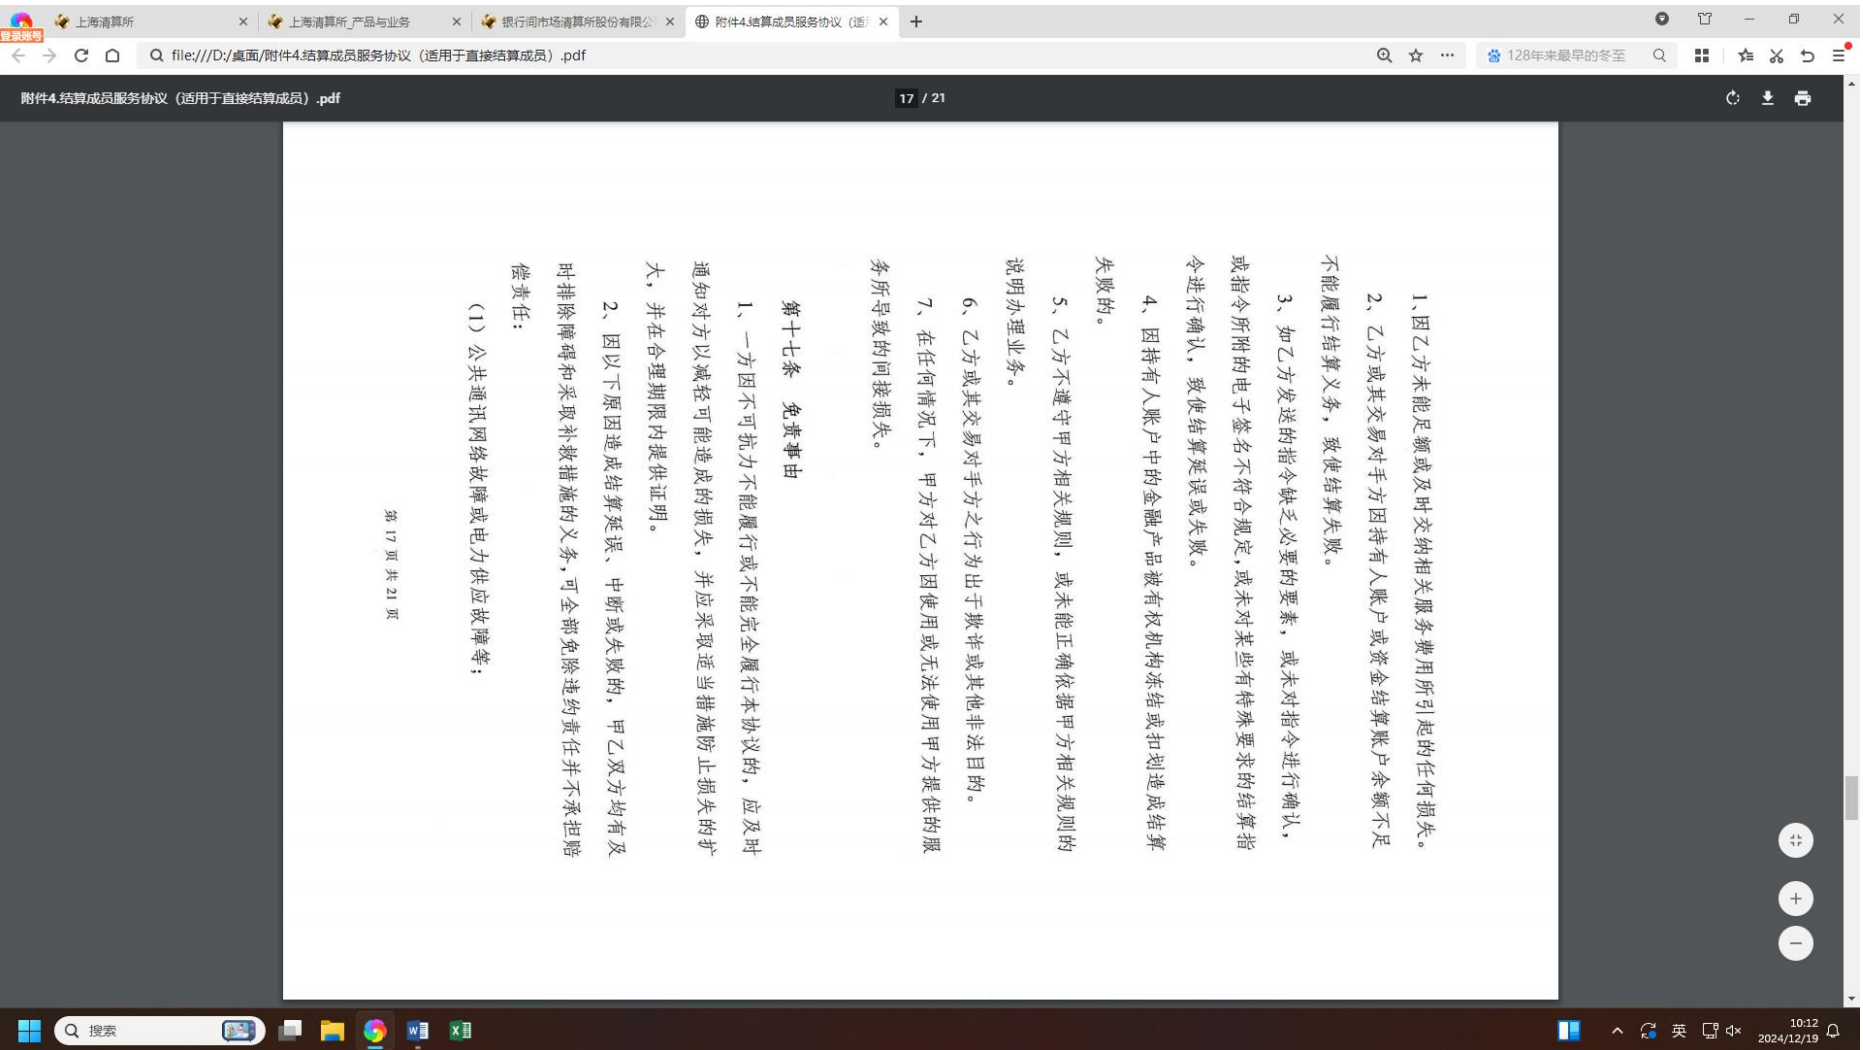 上海清算所
上海清算所_产品与业务
银行间市场清算所股份有限公
附件4.结算成员服务协议（适
登录账号
file:///D:/桌面/附件4.结算成员服务协议（适用于直接结算成员）.pdf
128年来最早的冬至
附件4.结算成员服务协议（适用于直接结算成员）.pdf
17 / 21
1、因乙方未能足额或及时交纳相关服务费用所引起的任何损失。
2、乙方或其交易对手方因持有人账户或资金结算账户余额不足
不能履行结算义务，致使结算失败。
3、如乙方发送的指令缺乏必要的要素，或未对指令进行确认，
或指令所附的电子签名不符合规定，或未对某些有特殊要求的结算指
令进行确认，致使结算延误或失败。
4、因持有人账户中的金融产品被有权机构冻结或扣划造成结算
失败的。
5、乙方不遵守甲方相关规则，或未能正确依据甲方相关规则的
说明办理业务。
6、乙方或其交易对手方之行为出于欺诈或其他非法目的。
7、在任何情况下，甲方对乙方因使用或无法使用甲方提供的服
务所导致的间接损失。
第十七条 免责事由
1、一方因不可抗力不能履行或不能完全履行本协议的，应及时
通知对方以减轻可能造成的损失，并应采取适当措施防止损失的扩
大，并在合理期限内提供证明。
2、因以下原因造成结算延误、中断或失败的，甲乙双方均有及
时排除障碍和采取补救措施的义务，可全部免除违约责任并不承担赔
偿责任：
（1）公共通讯网络故障或电力供应故障等；
第 17 页 共 21 页
搜索
英
10:12
2024/12/19